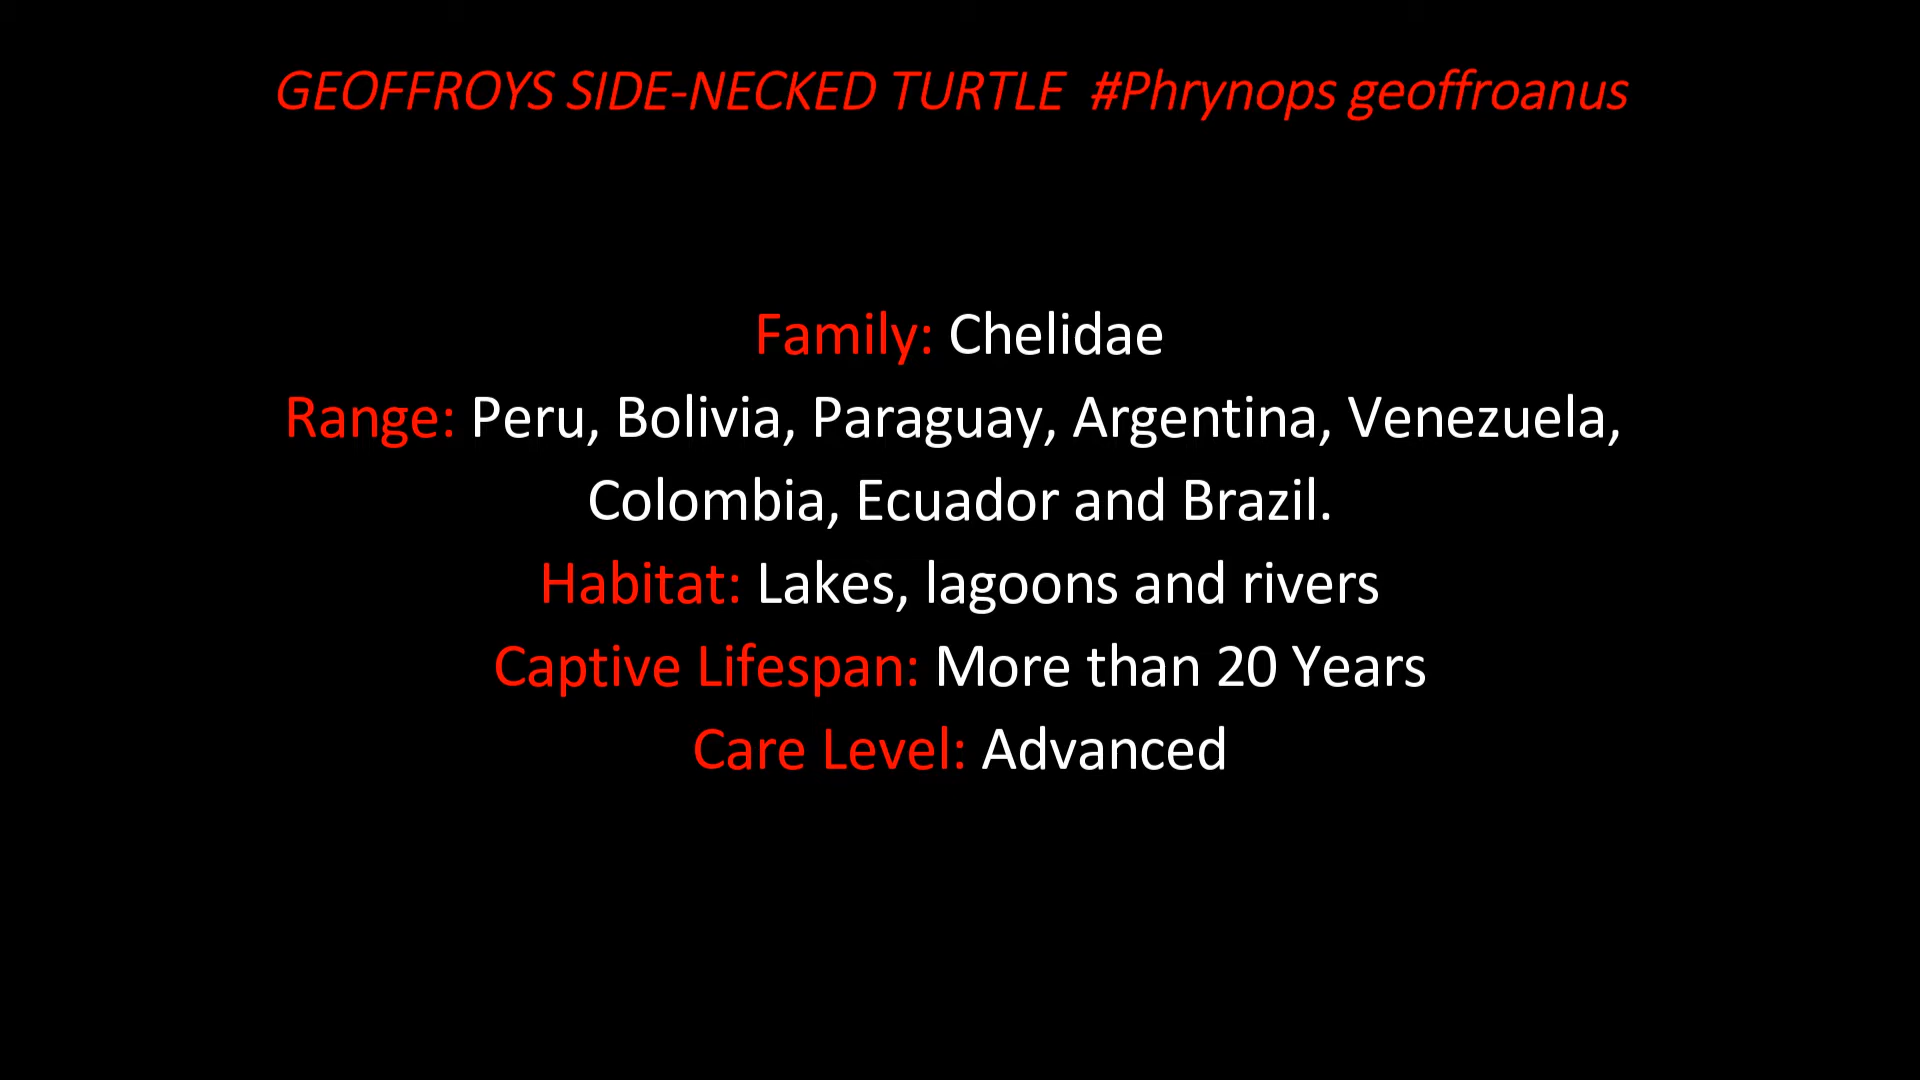 GEOFFROYS SIDE-NECKED TURTLE  #Phrynops geoffroanus
Family: Chelidae
Range: Peru, Bolivia, Paraguay, Argentina, Venezuela,
Colombia, Ecuador and Brazil.
Habitat: Lakes, lagoons and rivers
Captive Lifespan: More than 20 Years
Care Level: Advanced